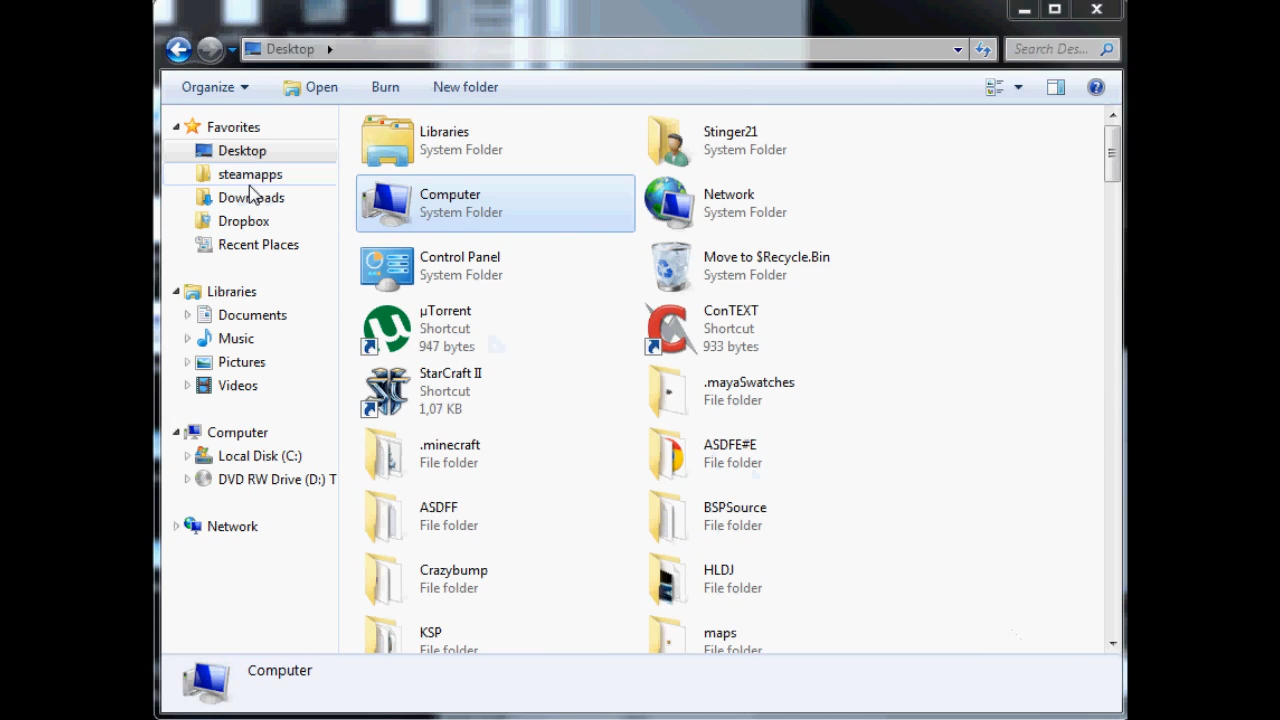 Desktop
Search Des...
Organize
Open
Burn
New folder
Favorites
Desktop
steamapps
Downloads
Dropbox
Recent Places
Libraries
Documents
Music
Pictures
Videos
Computer
Local Disk (C:)
DVD RW Drive (D:) T
Network
Libraries
System Folder
Stinger21
System Folder
Computer
System Folder
Network
System Folder
Control Panel
System Folder
Move to $Recycle.Bin
System Folder
µTorrent
Shortcut
947 bytes
ConTEXT
Shortcut
933 bytes
StarCraft II
Shortcut
1,07 KB
.mayaSwatches
File folder
.minecraft
File folder
ASDFE#E
File folder
ASDFF
File folder
BSPSource
File folder
Crazybump
File folder
HLDJ
File folder
KSP
File folder
maps
File folder
Computer